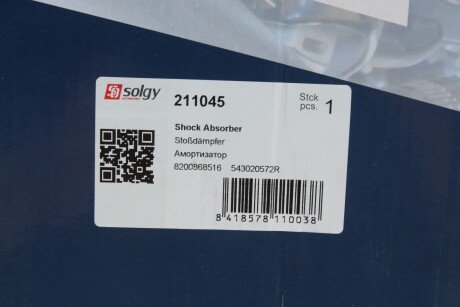 solgy 211045 Stck pcs. 1
Shock Absorber
Stoßdämpfer
Амортизатор
8200868516 543020572R
8 418578 110038